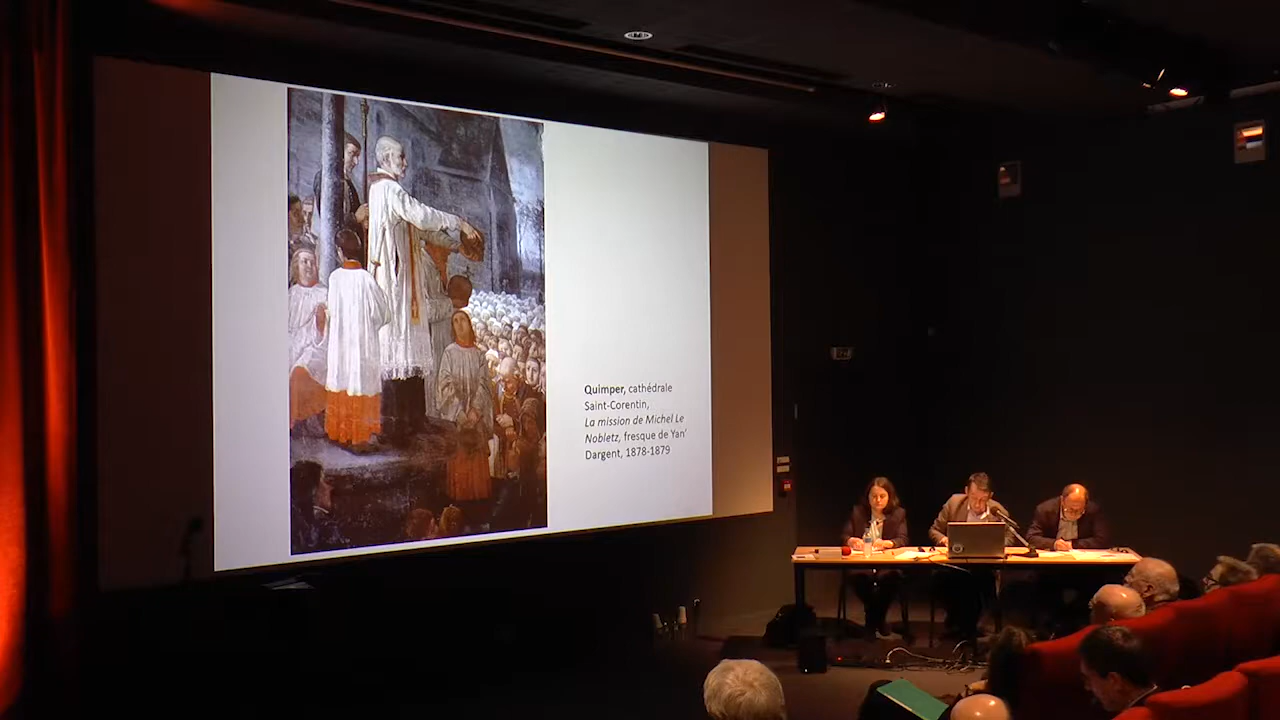 Quimper, cathédrale
Saint-Corentin,
La mission de Michel Le
Nobletz, fresque de Yan'
Dargent, 1878-1879